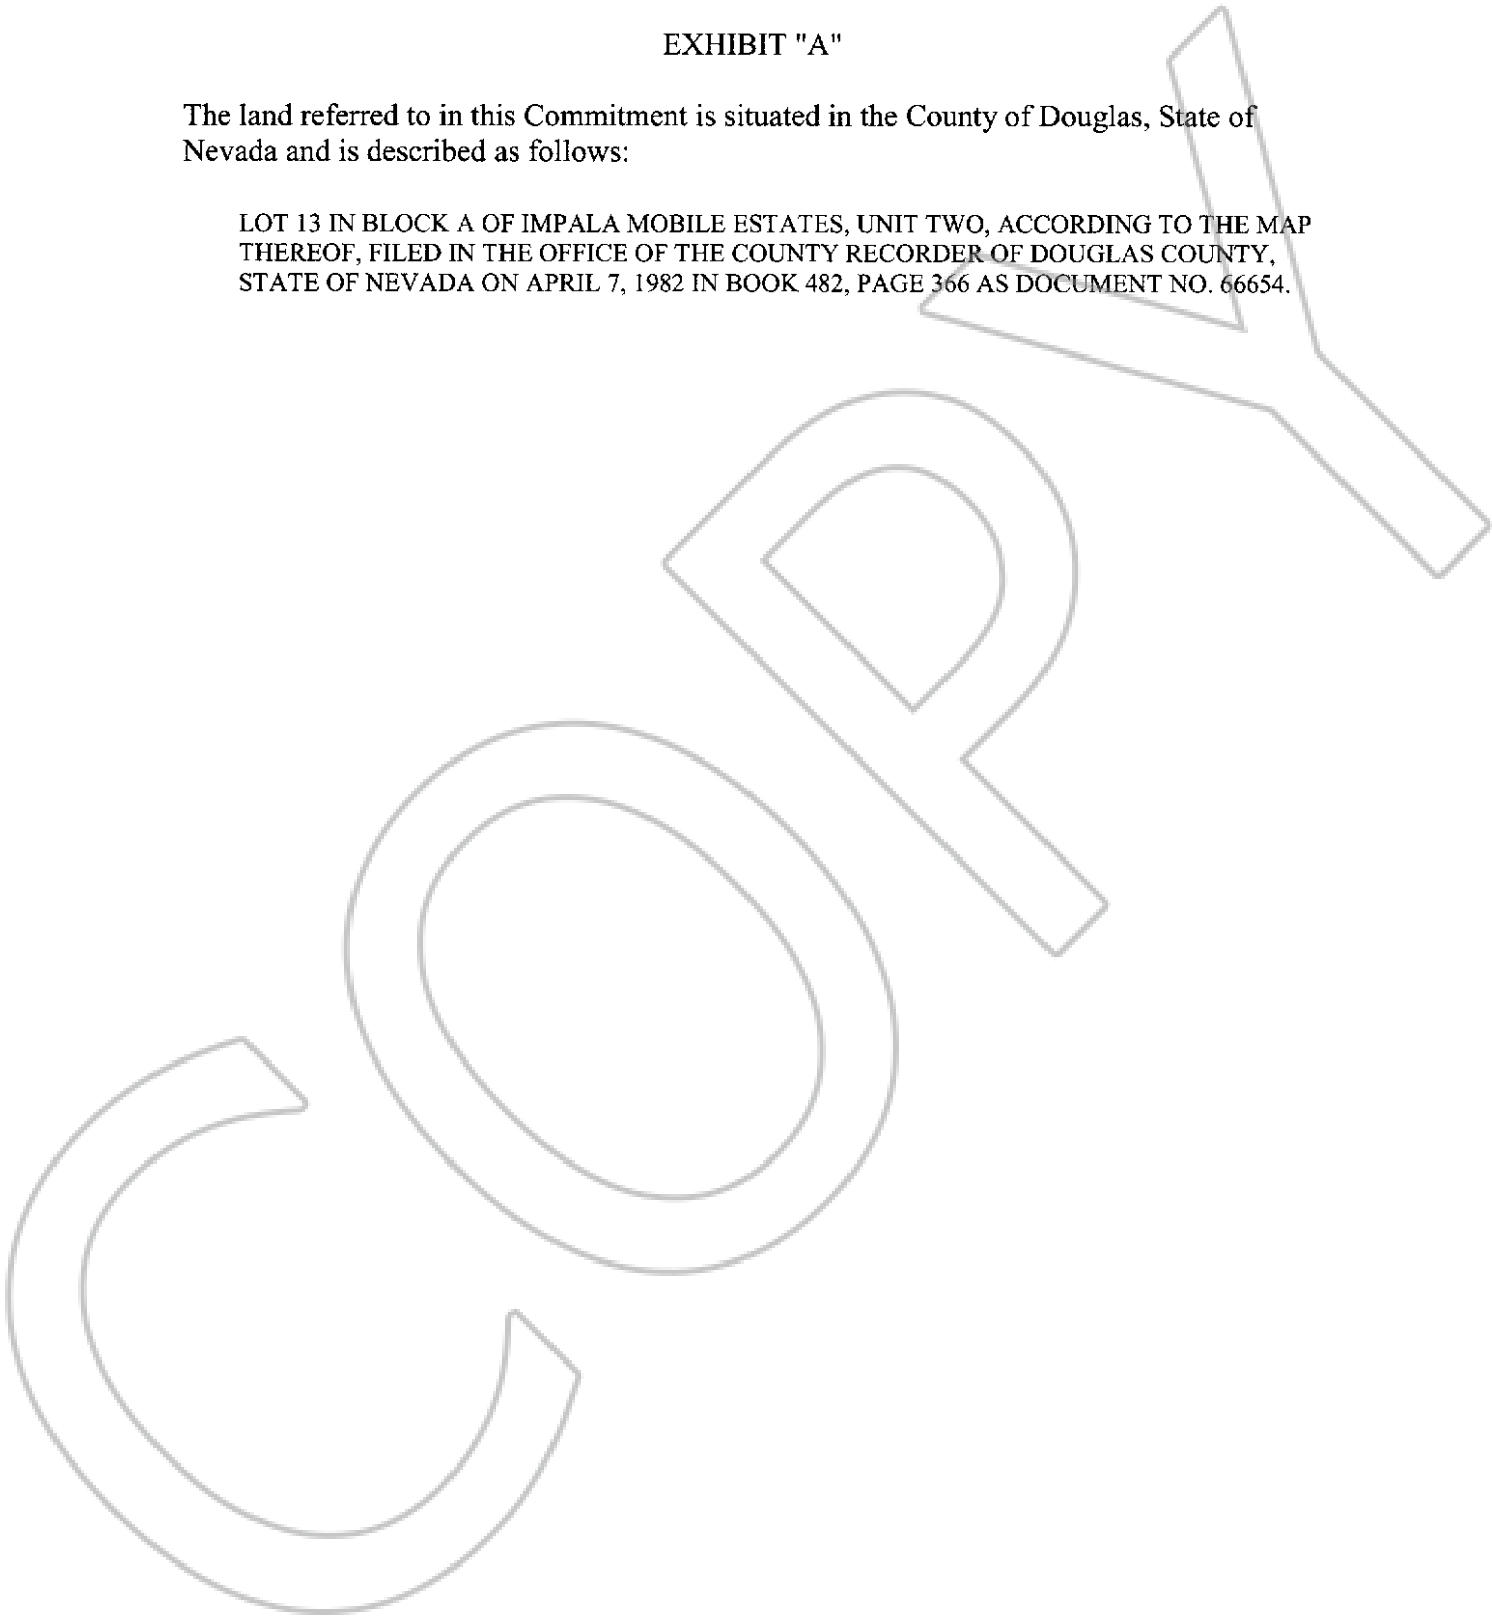 EXHIBIT "A"
The land referred to in this Commitment is situated in the County of Douglas, State of
Nevada and is described as follows:
LOT 13 IN BLOCK A OF IMPALA MOBILE ESTATES, UNIT TWO, ACCORDING TO THE MAP
THEREOF, FILED IN THE OFFICE OF THE COUNTY RECORDER OF DOUGLAS COUNTY,
STATE OF NEVADA ON APRIL 7, 1982 IN BOOK 482, PAGE 366 AS DOCUMENT NO. 66654.
COPY